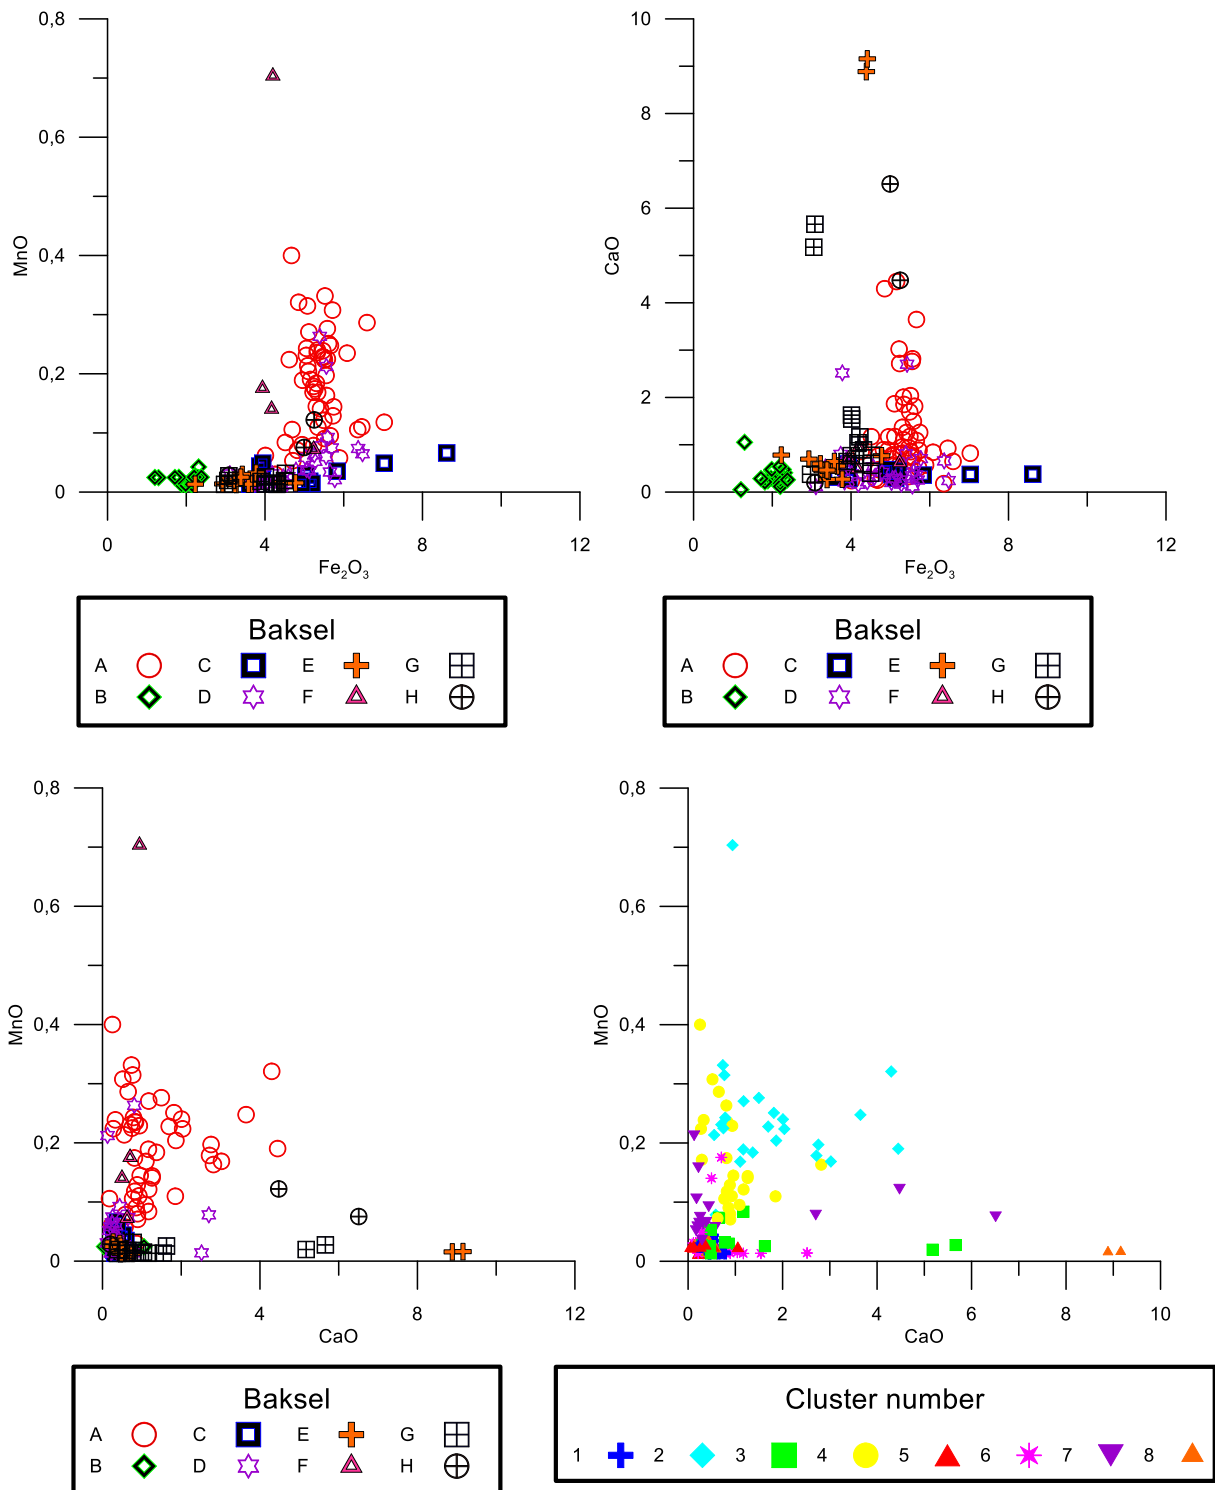 0,8
0,6
0,4
0,2
0
MnO
0 4 8 12
Fe₂O₃
10
8
6
4
2
0
CaO
0 4 8 12
Fe₂O₃
Baksel
A C E G
B D F H
Baksel
A C E G
B D F H
0,8
0,6
0,4
0,2
0
MnO
0 4 8 12
CaO
0,8
0,6
0,4
0,2
0
MnO
0 2 4 6 8 10
CaO
Baksel
A C E G
B D F H
Cluster number
1 2 3 4 5 6 7 8